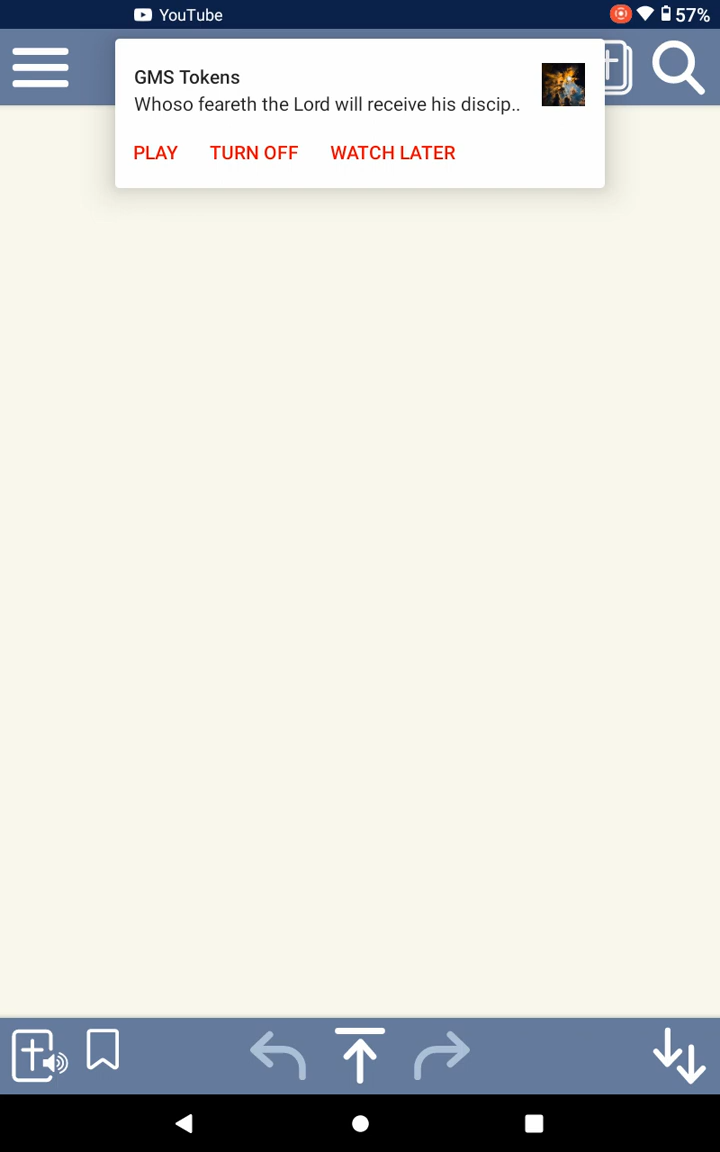 YouTube
57%
GMS Tokens
Whoso feareth the Lord will receive his discip..
PLAY TURN OFF WATCH LATER